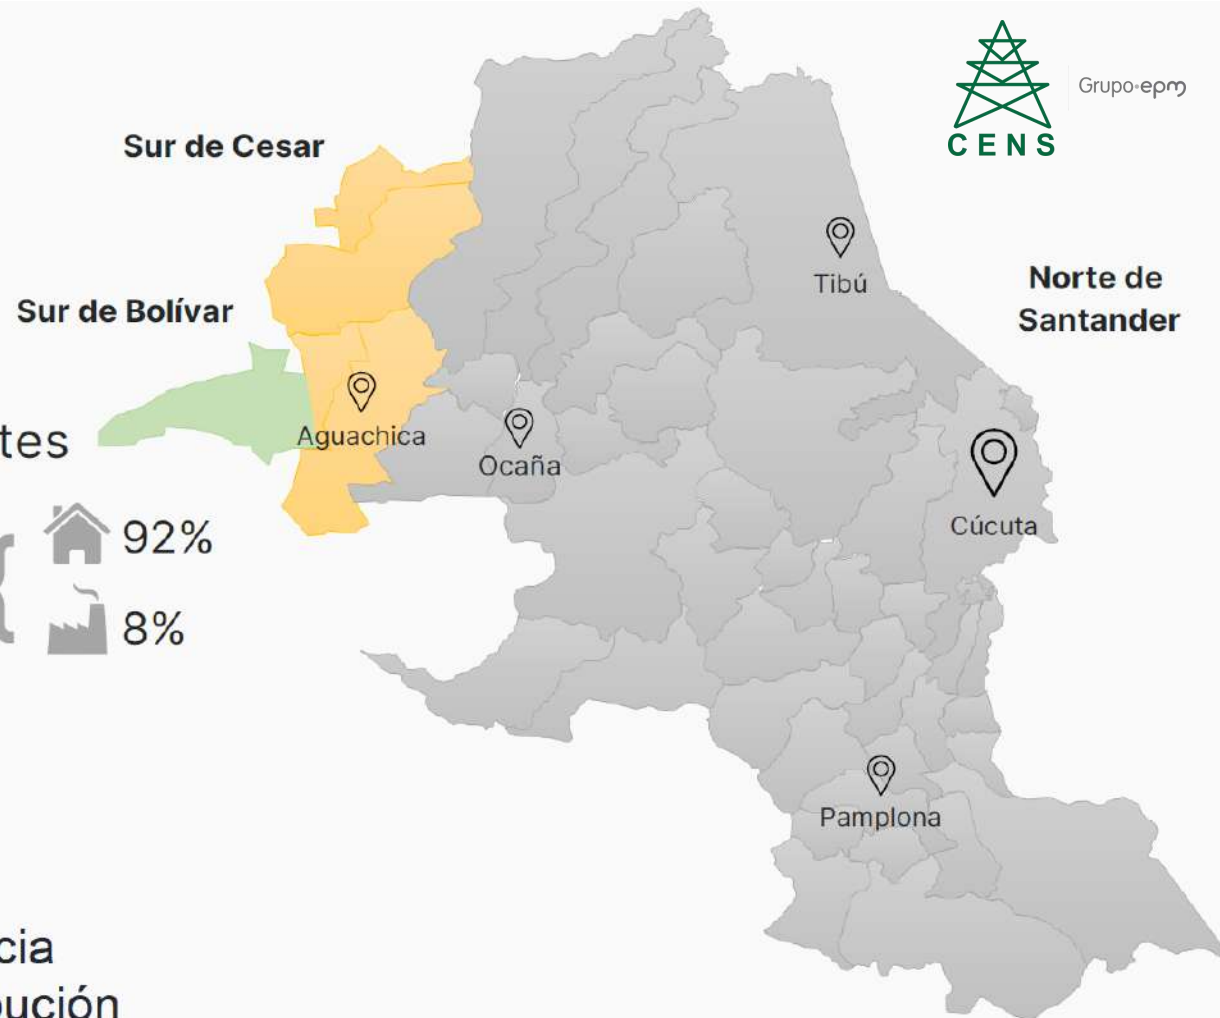 CENS
Grupo·epm
Sur de Cesar
Tibú
Norte de
Santander
Sur de Bolívar
Aguachica
Ocaña
Cúcuta
92%
8%
Pamplona